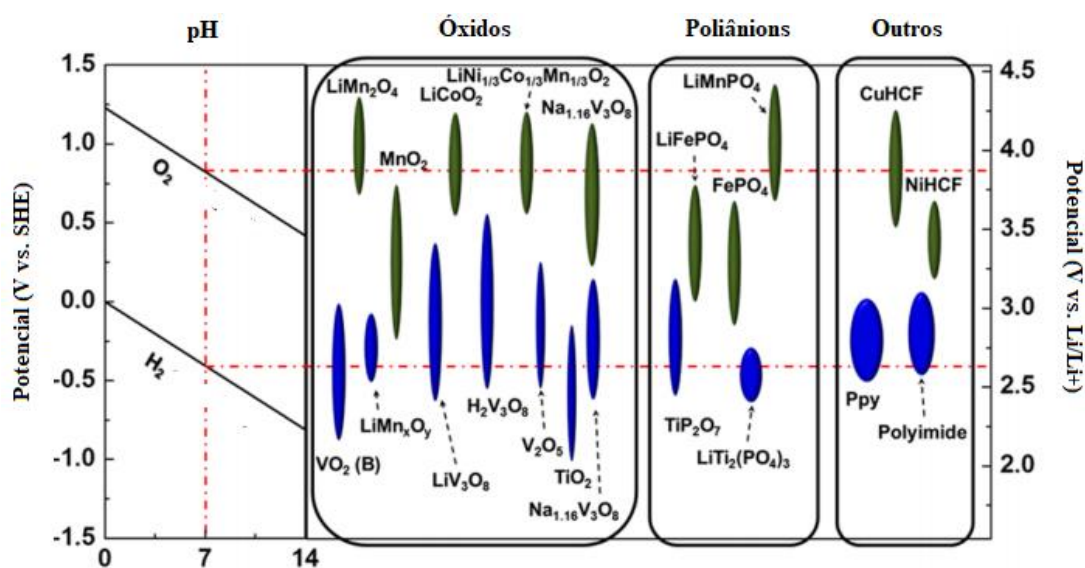 pH
Óxidos
Poliânions
Outros
Potencial (V vs. SHE)
1.5
1.0
0.5
0.0
-0.5
-1.0
-1.5
0
7
14
O₂
H₂
LiMn₂O₄
MnO₂
LiCoO₂
LiNi₁/₃Co₁/₃Mn₁/₃O₂
Na₁.₁₆V₃O₈
VO₂ (B)
LiMnₓOᵧ
LiV₃O₈
H₂V₃O₈
V₂O₅
TiO₂
Na₁.₁₆V₃O₈
LiMnPO₄
LiFePO₄
FePO₄
TiP₂O₇
LiTi₂(PO₄)₃
CuHCF
NiHCF
Ppy
Polyimide
4.5
4.0
3.5
3.0
2.5
2.0
Potencial (V vs. Li/Li+)